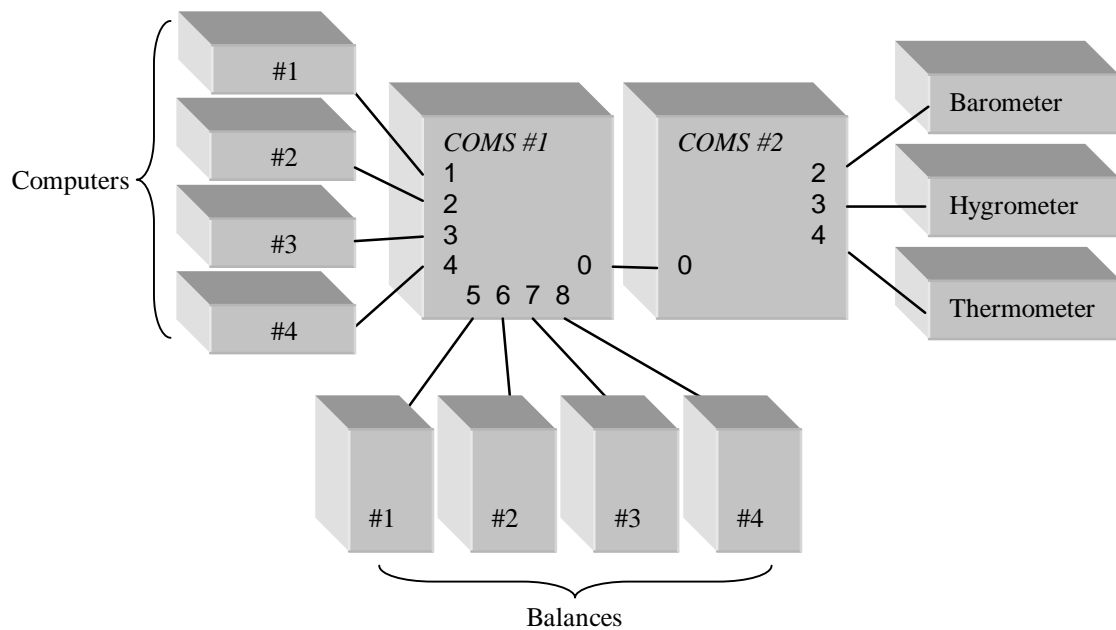 Computers
#1
#2
#3
#4
COMS #1
1
2
3
4
0
5 6 7 8
COMS #2
2
3
4
0
Barometer
Hygrometer
Thermometer
#1
#2
#3
#4
Balances